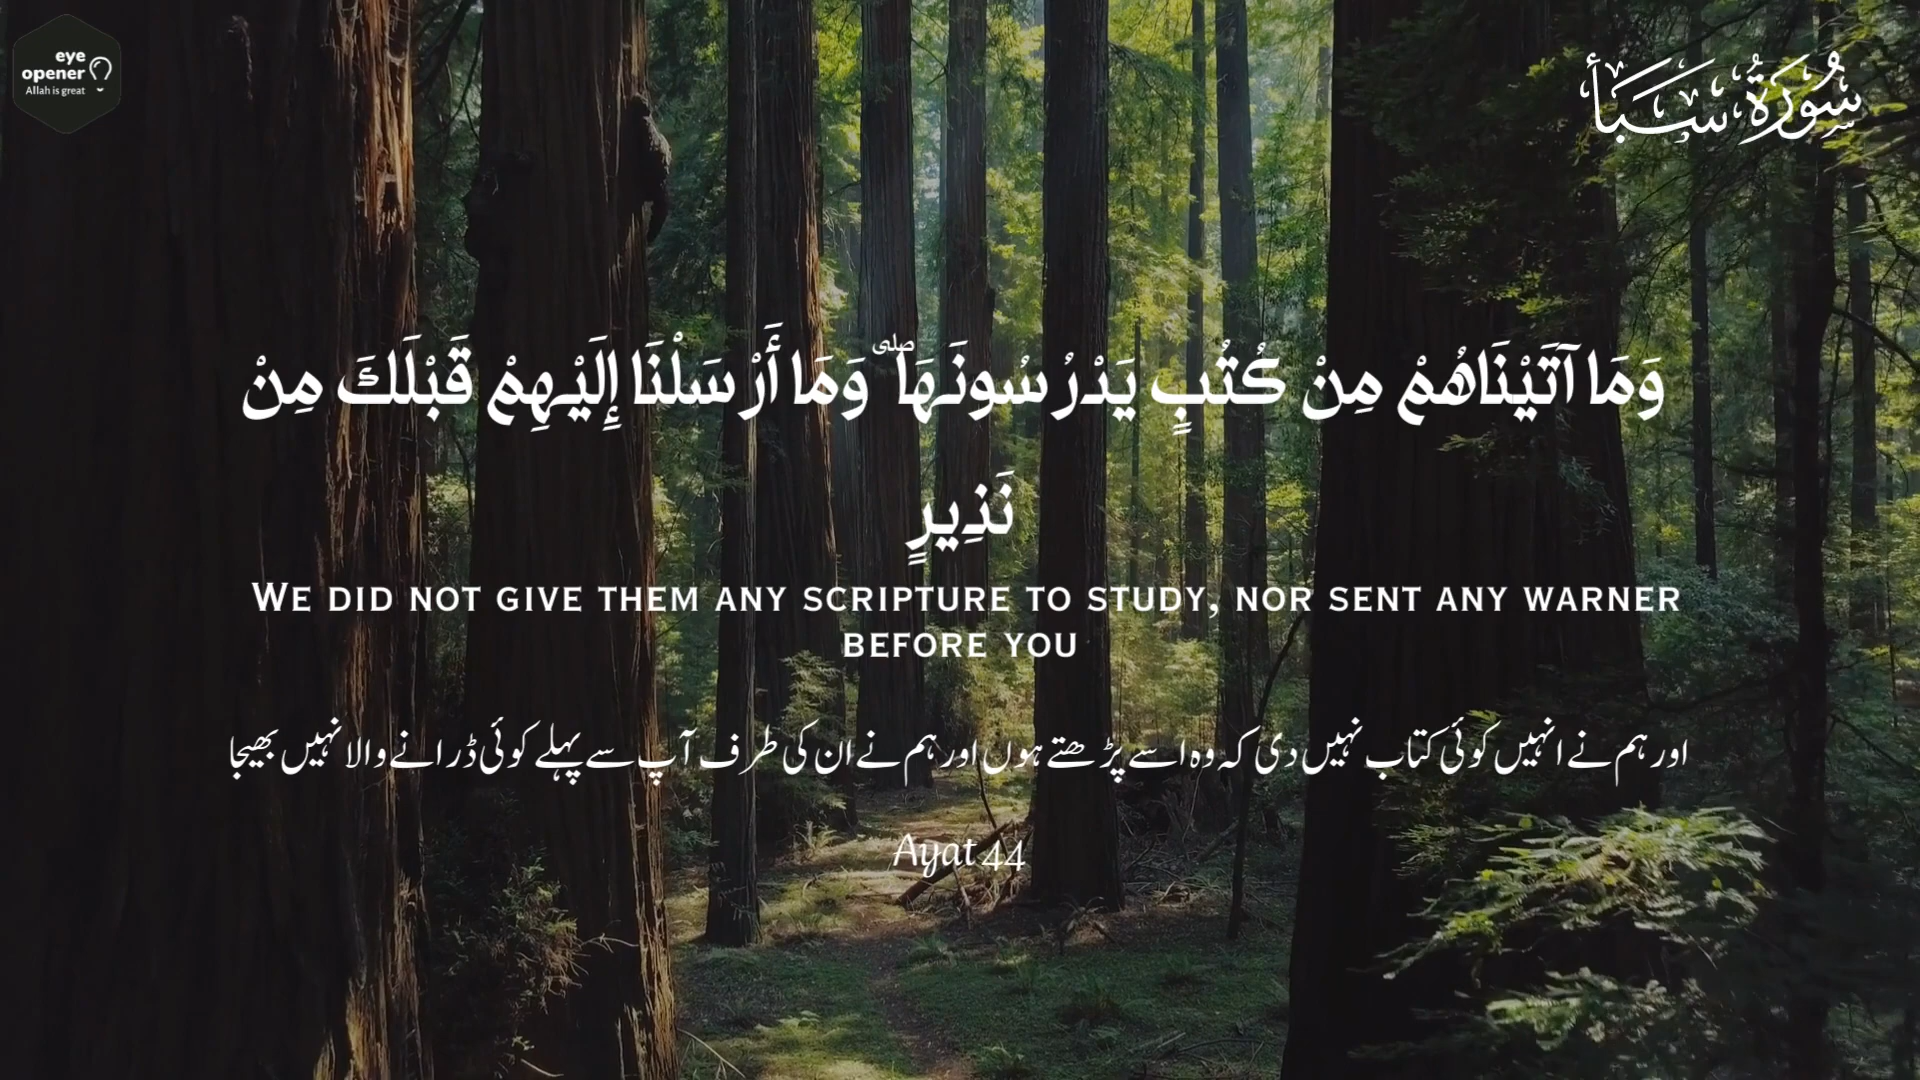 eye
opener
Allah is great
سُورَةُ سَبَأ
وَمَا آتَيْنَاهُمْ مِنْ كُتُبٍ يَدْرُسُونَهَا ۖ وَمَا أَرْسَلْنَا إِلَيْهِمْ قَبْلَكَ مِنْ
نَذِيرٍ
We did not give them any scripture to study, nor sent any warner
before you
اور ہم نے انہیں کوئی کتاب نہیں دی کہ وہ اسے پڑھتے ہوں اور ہم نے ان کی طرف آپ سے پہلے کوئی ڈرانے والا نہیں بھیجا
Ayat 44